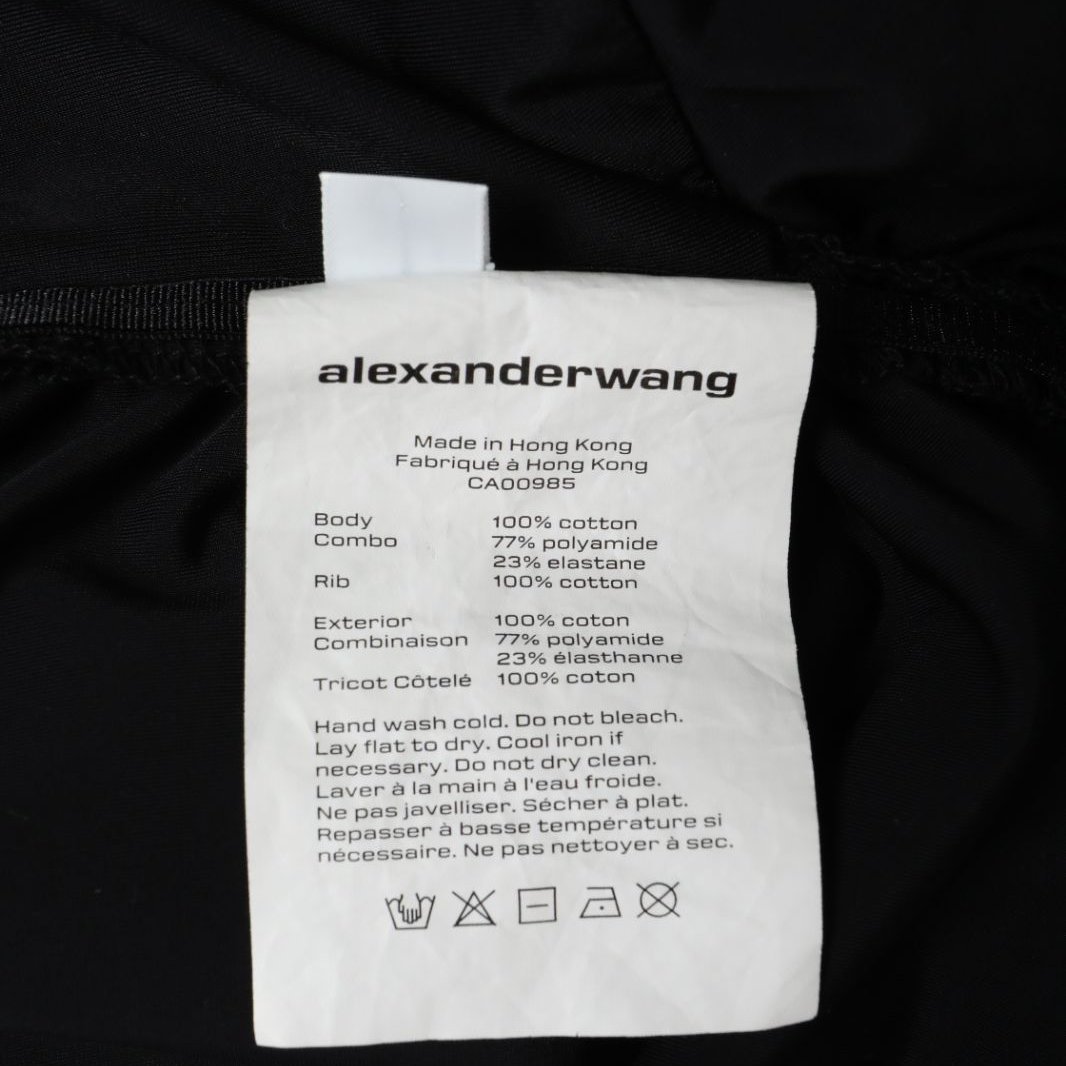 alexanderwang
Made in Hong Kong
Fabriqué à Hong Kong
CA00985
Body 100% cotton
Combo 77% polyamide
23% elastane
Rib 100% cotton
Exterior 100% coton
Combinaison 77% polyamide
23% élasthanne
Tricot Côtelé 100% coton
Hand wash cold. Do not bleach.
Lay flat to dry. Cool iron if
necessary. Do not dry clean.
Laver à la main à l'eau froide.
Ne pas javelliser. Sécher à plat.
Repasser à basse température si
nécessaire. Ne pas nettoyer à sec.